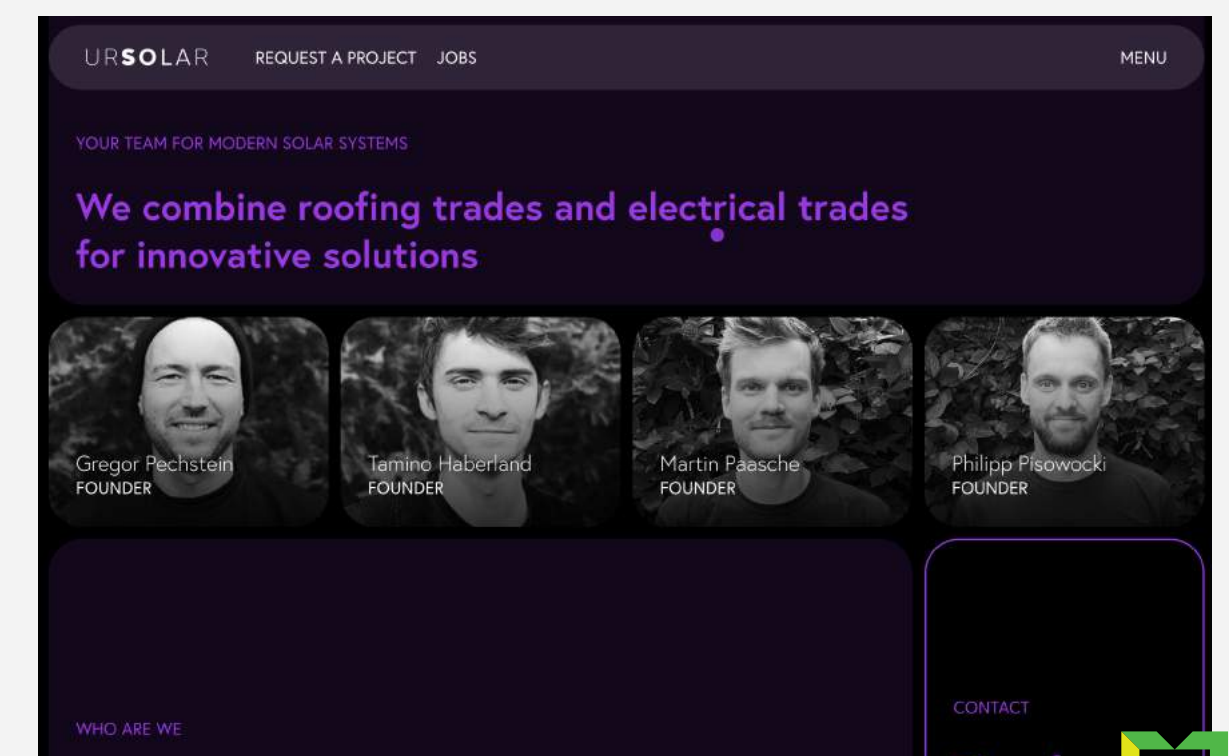 URSOLAR REQUEST A PROJECT JOBS MENU
YOUR TEAM FOR MODERN SOLAR SYSTEMS
We combine roofing trades and electrical trades
for innovative solutions
Gregor Pechstein
FOUNDER
Tamino Haberland
FOUNDER
Martin Paasche
FOUNDER
Philipp Pisowocki
FOUNDER
WHO ARE WE
CONTACT